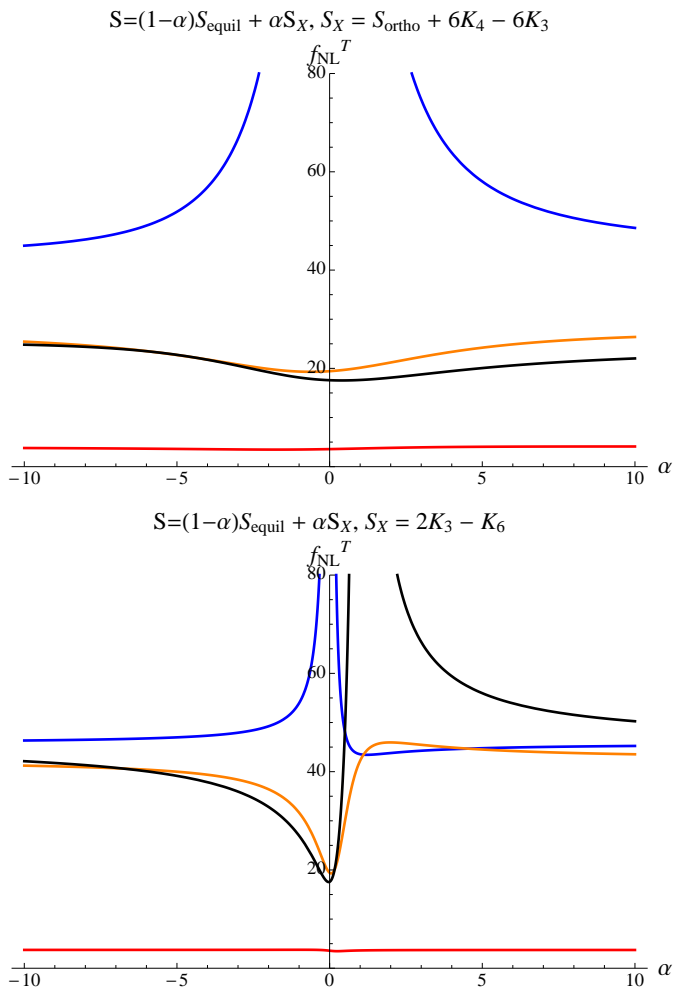 S=(1-α)S_equil + αS_X, S_X = S_ortho + 6K_4 − 6K_3
f_NL^T
80
60
40
20
−10 −5 0 5 10 α
S=(1-α)S_equil + αS_X, S_X = 2K_3 − K_6
f_NL^T
80
60
40
20
−10 −5 0 5 10 α